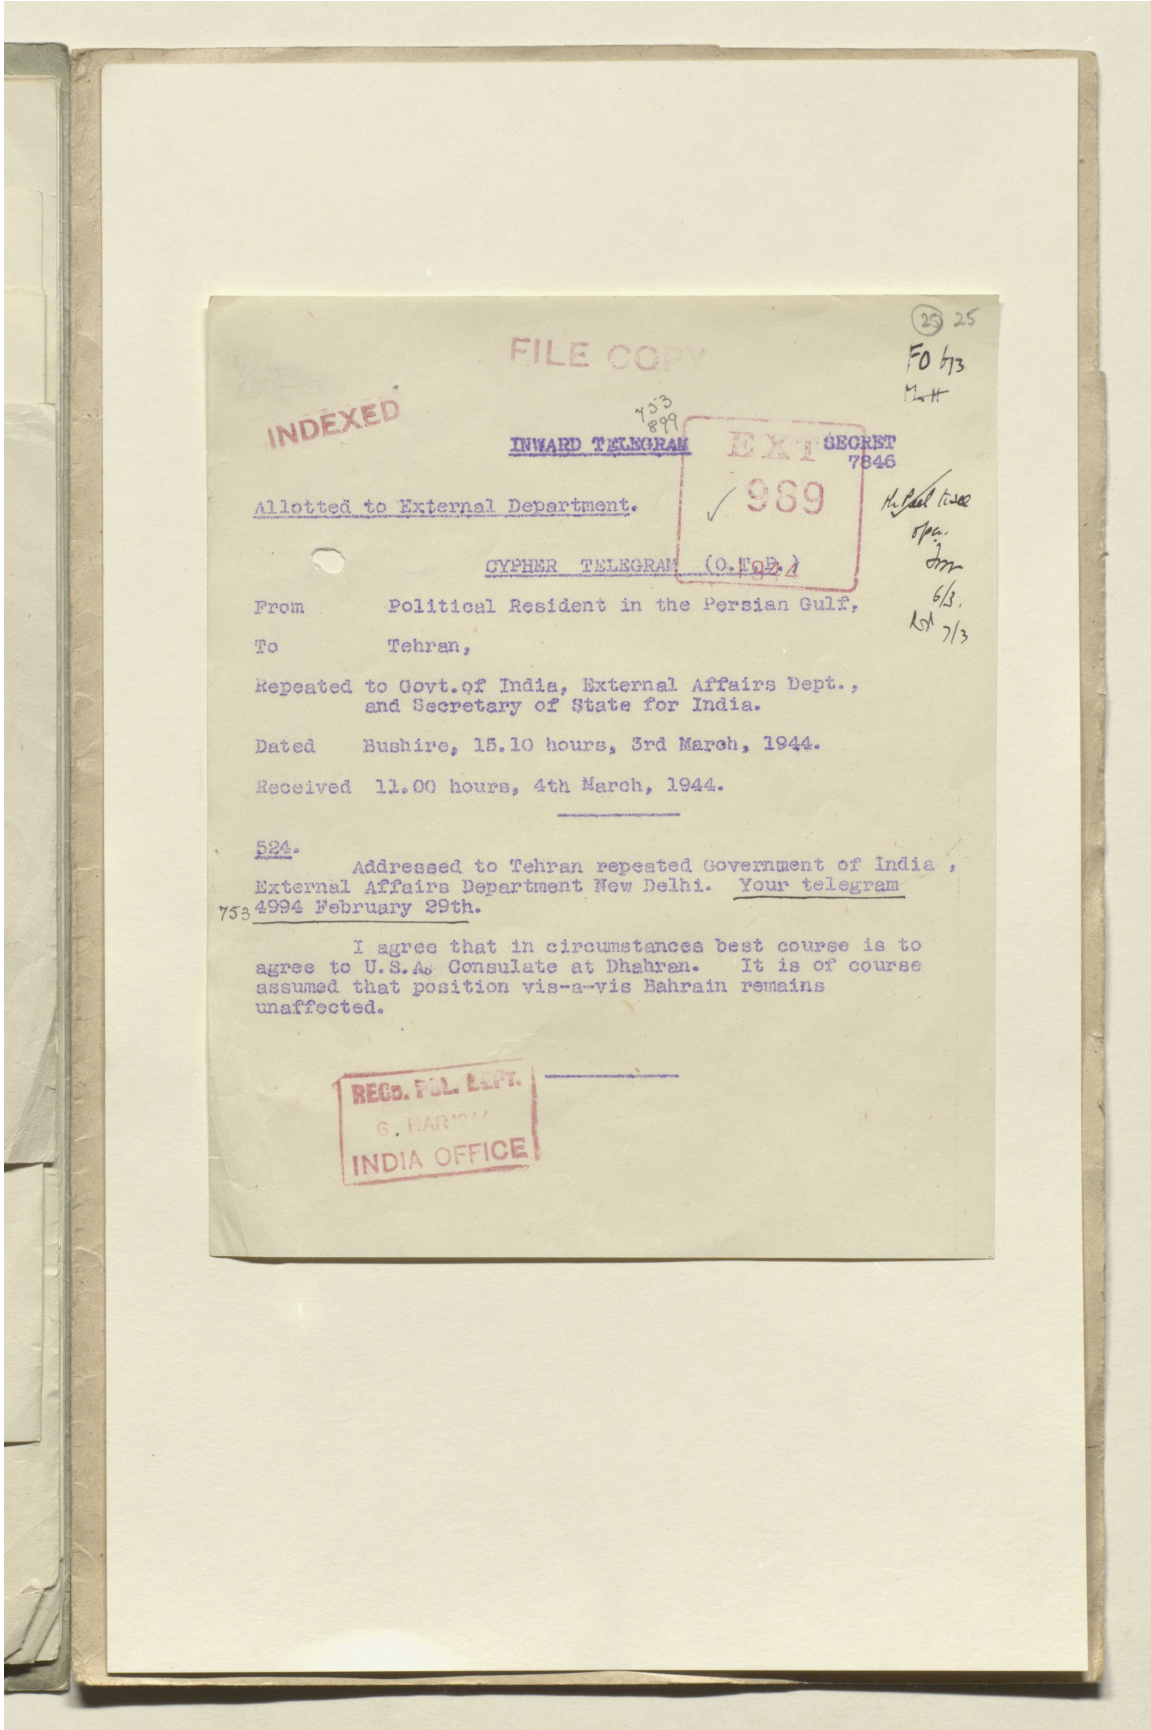 25 25
FILE COPY
FO 6/3
INDEXED
753
899
INWARD TELEGRAM
EXT
SECRET
7846
989
Allotted to External Department.
CYPHER TELEGRAM (O.T.P.)
1944
6/3.
7/3
From Political Resident in the Persian Gulf,
To Tehran,
Repeated to Govt.of India, External Affairs Dept.,
and Secretary of State for India.
Dated Bushire, 15.10 hours, 3rd March, 1944.
Received 11.00 hours, 4th March, 1944.
524.
Addressed to Tehran repeated Government of India ,
External Affairs Department New Delhi. Your telegram
753 4994 February 29th.
I agree that in circumstances best course is to
agree to U.S.A. Consulate at Dhahran. It is of course
assumed that position vis-a-vis Bahrain remains
unaffected.
REGD. POL. DEPT.
6. MAR 1944
INDIA OFFICE